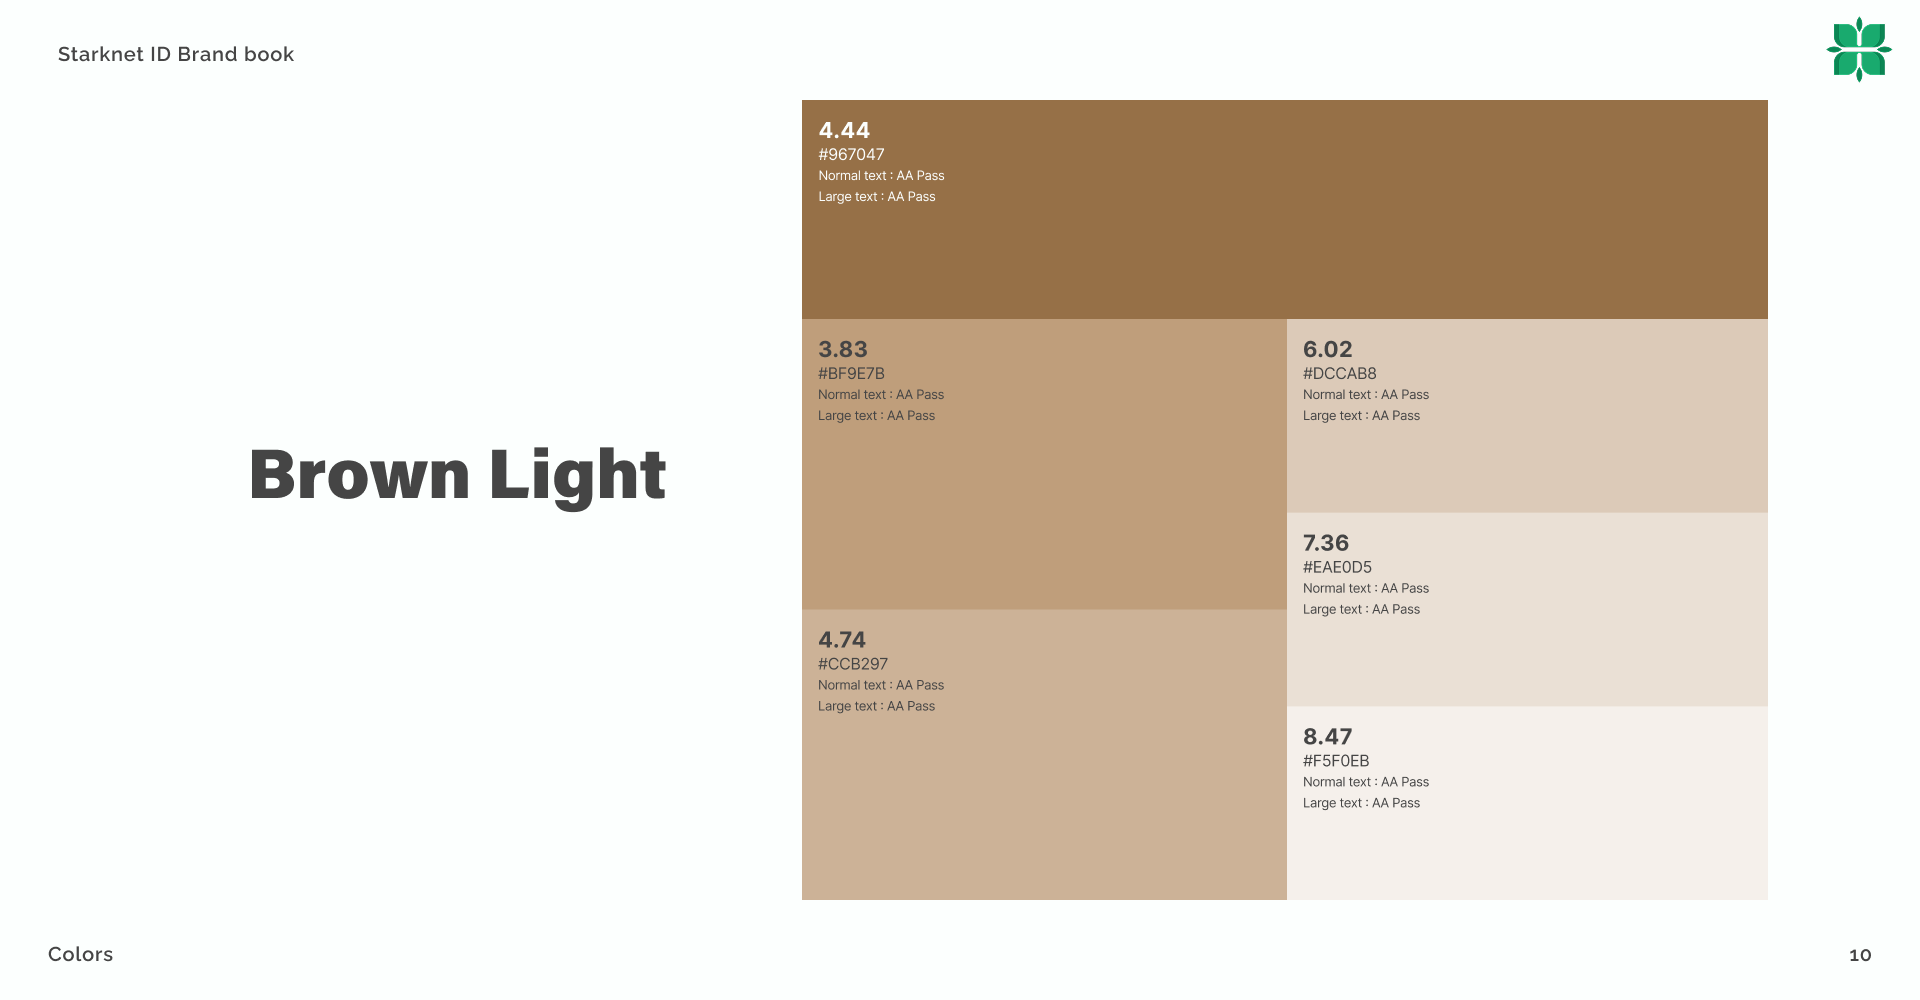 Starknet ID Brand book
Brown Light
4.44
#967047
Normal text : AA Pass
Large text : AA Pass
3.83
#BF9E7B
Normal text : AA Pass
Large text : AA Pass
4.74
#CCB297
Normal text : AA Pass
Large text : AA Pass
6.02
#DCCAB8
Normal text : AA Pass
Large text : AA Pass
7.36
#EAE0D5
Normal text : AA Pass
Large text : AA Pass
8.47
#F5F0EB
Normal text : AA Pass
Large text : AA Pass
Colors
10